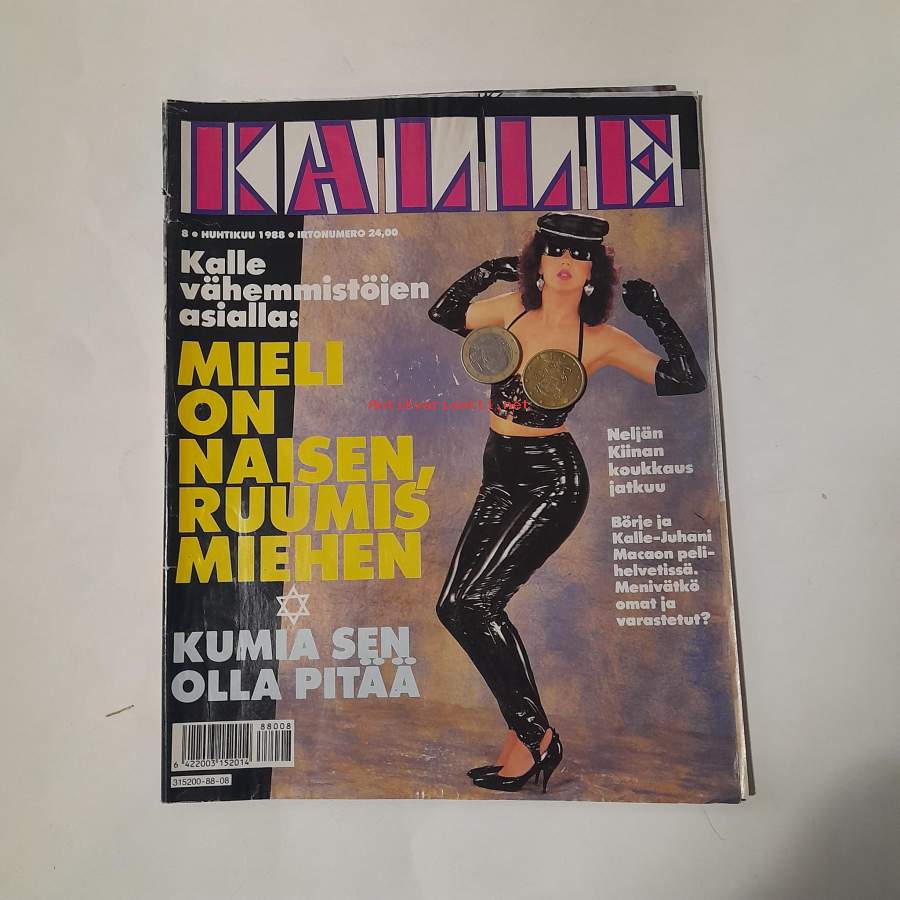 KALLE
8 • HUHTIKUU 1988 • IRTONUMERO 24,00
Kalle
vähemmistöjen
asialla:
MIELI
ON
NAISEN,
RUUMIS
MIEHEN
KUMIA SEN
OLLA PITÄÄ
Neljän
Kiinan
koukkaus
jatkuu
Börje ja
Kalle-Juhani
Macaon peli-
helvetissä.
Menivätkö
omat ja
varastetut?
Antikvariaatti.net
88008
6 422003 152014
315200-88-08